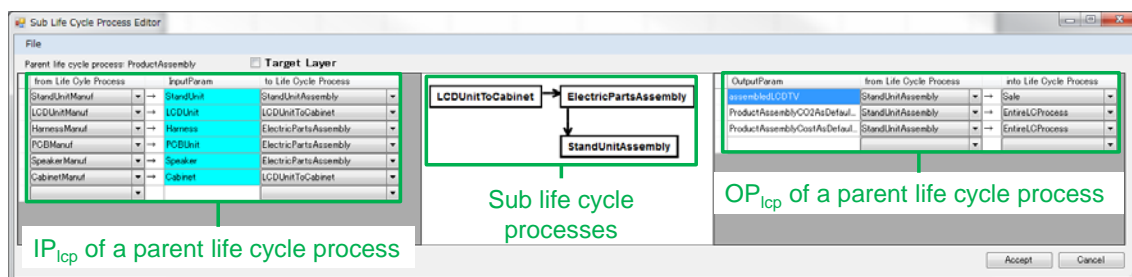 Sub Life Cycle Process Editor
File
Parent life cycle process: ProductAssembly
Target Layer
from Life Cyle Process InputParam to Life Cycle Process
StandUnitManuf → StandUnit StandUnitAssembly
LCDUnitManuf → LCDUnit LCDUnitToCabinet
HarnessManuf → Harness ElectricPartsAssembly
PCBManuf → PCBUnit ElectricPartsAssembly
SpeakerManuf → Speaker ElectricPartsAssembly
CabinetManuf → Cabinet LCDUnitToCabinet
IPlcp of a parent life cycle process
LCDUnitToCabinet
ElectricPartsAssembly
StandUnitAssembly
Sub life cycle
processes
OutputParam from Life Cycle Process into Life Cycle Process
assembledLCDTV StandUnitAssembly → Sale
ProductAssemblyCO2AsDefaul... StandUnitAssembly → EntireLCProcess
ProductAssemblyCostAsDefaul... StandUnitAssembly → EntireLCProcess
OPlcp of a parent life cycle process
Accept
Cancel